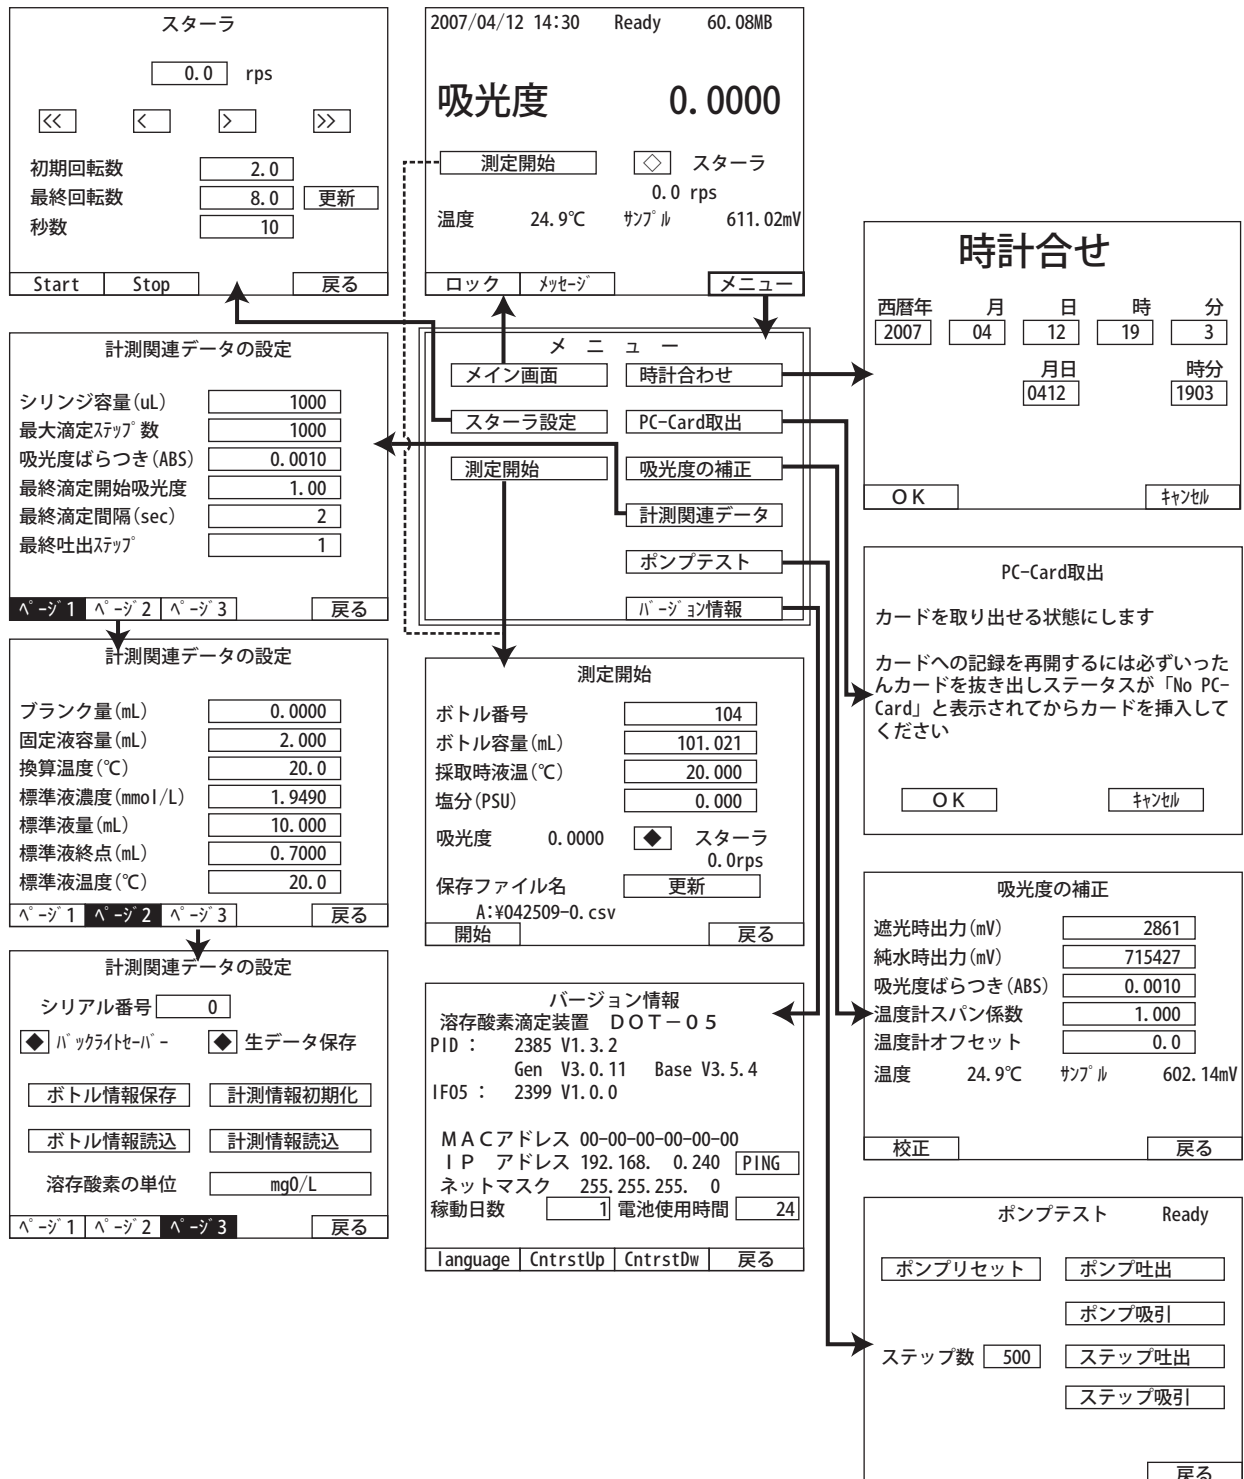 スターラ
0.0 rps
<< < > >>
初期回転数 2.0
最終回転数 8.0 更新
秒数 10
Start Stop 戻る
2007/04/12 14:30 Ready 60.08MB
吸光度 0.0000
測定開始 ◇ スターラ
0.0 rps
温度 24.9℃ ｻﾝﾌﾟﾙ 611.02mV
ロック ﾒｯｾｰｼﾞ メニュー
メ ニ ュ ー
メイン画面 時計合わせ
スターラ設定 PC-Card取出
測定開始 吸光度の補正
計測関連データ
ポンプテスト
ﾊﾞｰｼﾞｮﾝ情報
時計合せ
西暦年 月 日 時 分
2007 04 12 19 3
月日 時分
0412 1903
OK ｷｬﾝｾﾙ
計測関連データの設定
シリンジ容量(uL) 1000
最大滴定ｽﾃｯﾌﾟ数 1000
吸光度ばらつき(ABS) 0.0010
最終滴定開始吸光度 1.00
最終滴定間隔(sec) 2
最終吐出ｽﾃｯﾌﾟ 1
ﾍﾟｰｼﾞ1 ﾍﾟｰｼﾞ2 ﾍﾟｰｼﾞ3 戻る
計測関連データの設定
ブランク量(mL) 0.0000
固定液容量(mL) 2.000
換算温度(℃) 20.0
標準液濃度(mmol/L) 1.9490
標準液量(mL) 10.000
標準液終点(mL) 0.7000
標準液温度(℃) 20.0
ﾍﾟｰｼﾞ1 ﾍﾟｰｼﾞ2 ﾍﾟｰｼﾞ3 戻る
計測関連データの設定
シリアル番号 0
◆ ﾊﾞｯｸﾗｲﾄｾｰﾊﾞｰ ◆ 生データ保存
ボトル情報保存 計測情報初期化
ボトル情報読込 計測情報読込
溶存酸素の単位 mgO/L
ﾍﾟｰｼﾞ1 ﾍﾟｰｼﾞ2 ﾍﾟｰｼﾞ3 戻る
測定開始
ボトル番号 104
ボトル容量(mL) 101.021
採取時液温(℃) 20.000
塩分(PSU) 0.000
吸光度 0.0000 ◆ スターラ
0.0rps
保存ファイル名 更新
A:¥042509-0.csv
開始 戻る
バージョン情報
溶存酸素滴定装置 DOT－05
PID： 2385 V1.3.2
Gen V3.0.11 Base V3.5.4
IF05： 2399 V1.0.0
MACアドレス 00-00-00-00-00-00
IP アドレス 192.168. 0.240 PING
ネットマスク 255.255.255. 0
稼動日数 1 電池使用時間 24
language CntrstUp CntrstDw 戻る
PC-Card取出
カードを取り出せる状態にします
カードへの記録を再開するには必ずいった
んカードを抜き出しステータスが「No PC-
Card」と表示されてからカードを挿入して
ください
OK ｷｬﾝｾﾙ
吸光度の補正
遮光時出力(mV) 2861
純水時出力(mV) 715427
吸光度ばらつき(ABS) 0.0010
温度計スパン係数 1.000
温度計オフセット 0.0
温度 24.9℃ ｻﾝﾌﾟﾙ 602.14mV
校正 戻る
ポンプテスト Ready
ポンプリセット ポンプ吐出
ポンプ吸引
ステップ数 500 ステップ吐出
ステップ吸引
戻る